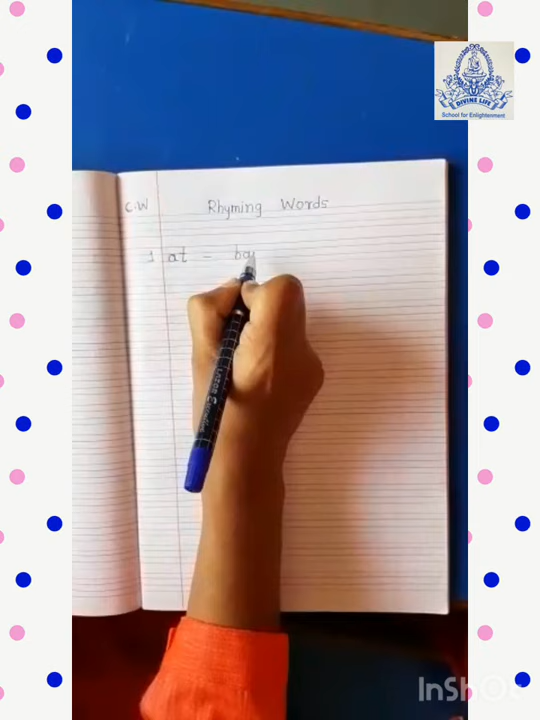 DIVINE LIFE
School for Enlightenment
C.W Rhyming Words
1 at - ba
InShOt